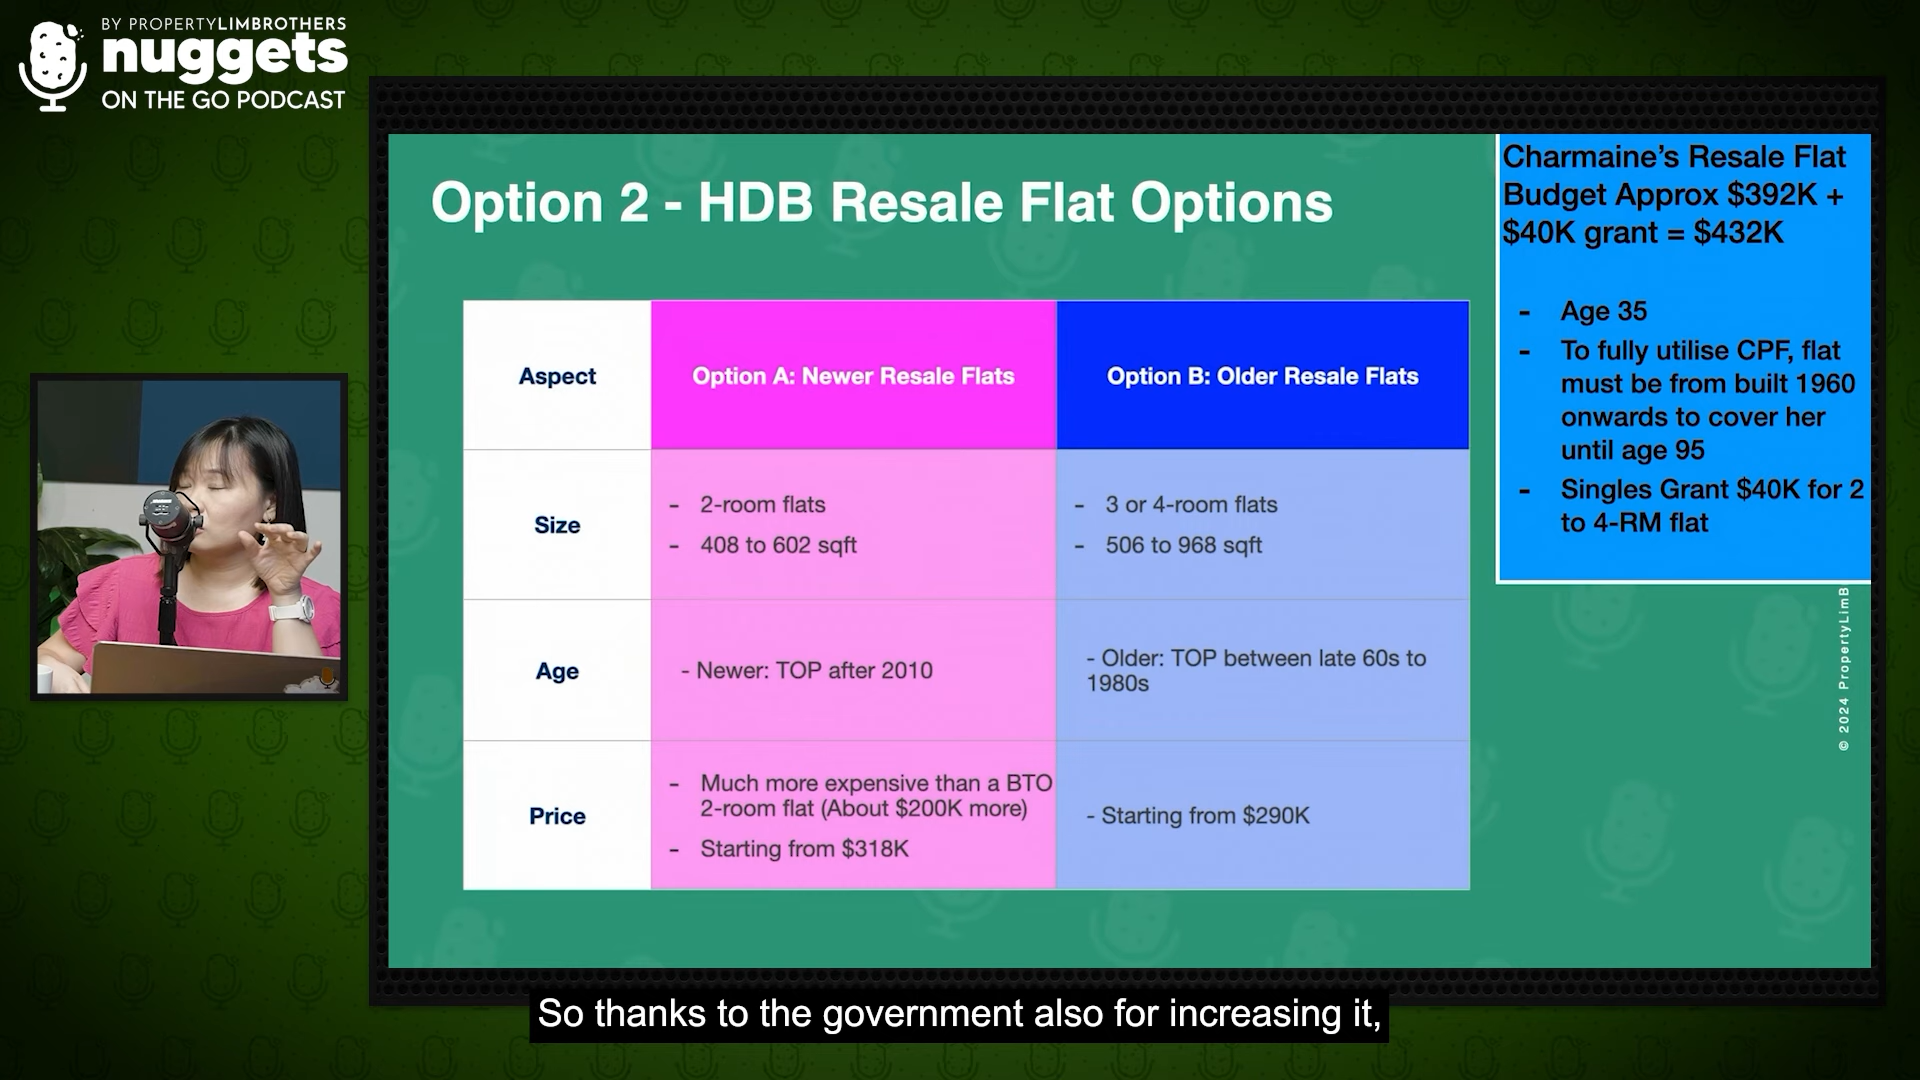 BY PROPERTYLIMBROTHERS
nuggets
ON THE GO PODCAST
Option 2 - HDB Resale Flat Options
Aspect
Option A: Newer Resale Flats
Option B: Older Resale Flats
Size
- 2-room flats
- 408 to 602 sqft
- 3 or 4-room flats
- 506 to 968 sqft
Age
- Newer: TOP after 2010
- Older: TOP between late 60s to
1980s
Price
- Much more expensive than a BTO
2-room flat (About $200K more)
- Starting from $318K
- Starting from $290K
Charmaine’s Resale Flat
Budget Approx $392K +
$40K grant = $432K
- Age 35
- To fully utilise CPF, flat
must be from built 1960
onwards to cover her
until age 95
- Singles Grant $40K for 2
to 4-RM flat
© 2024 PropertyLimB
So thanks to the government also for increasing it,